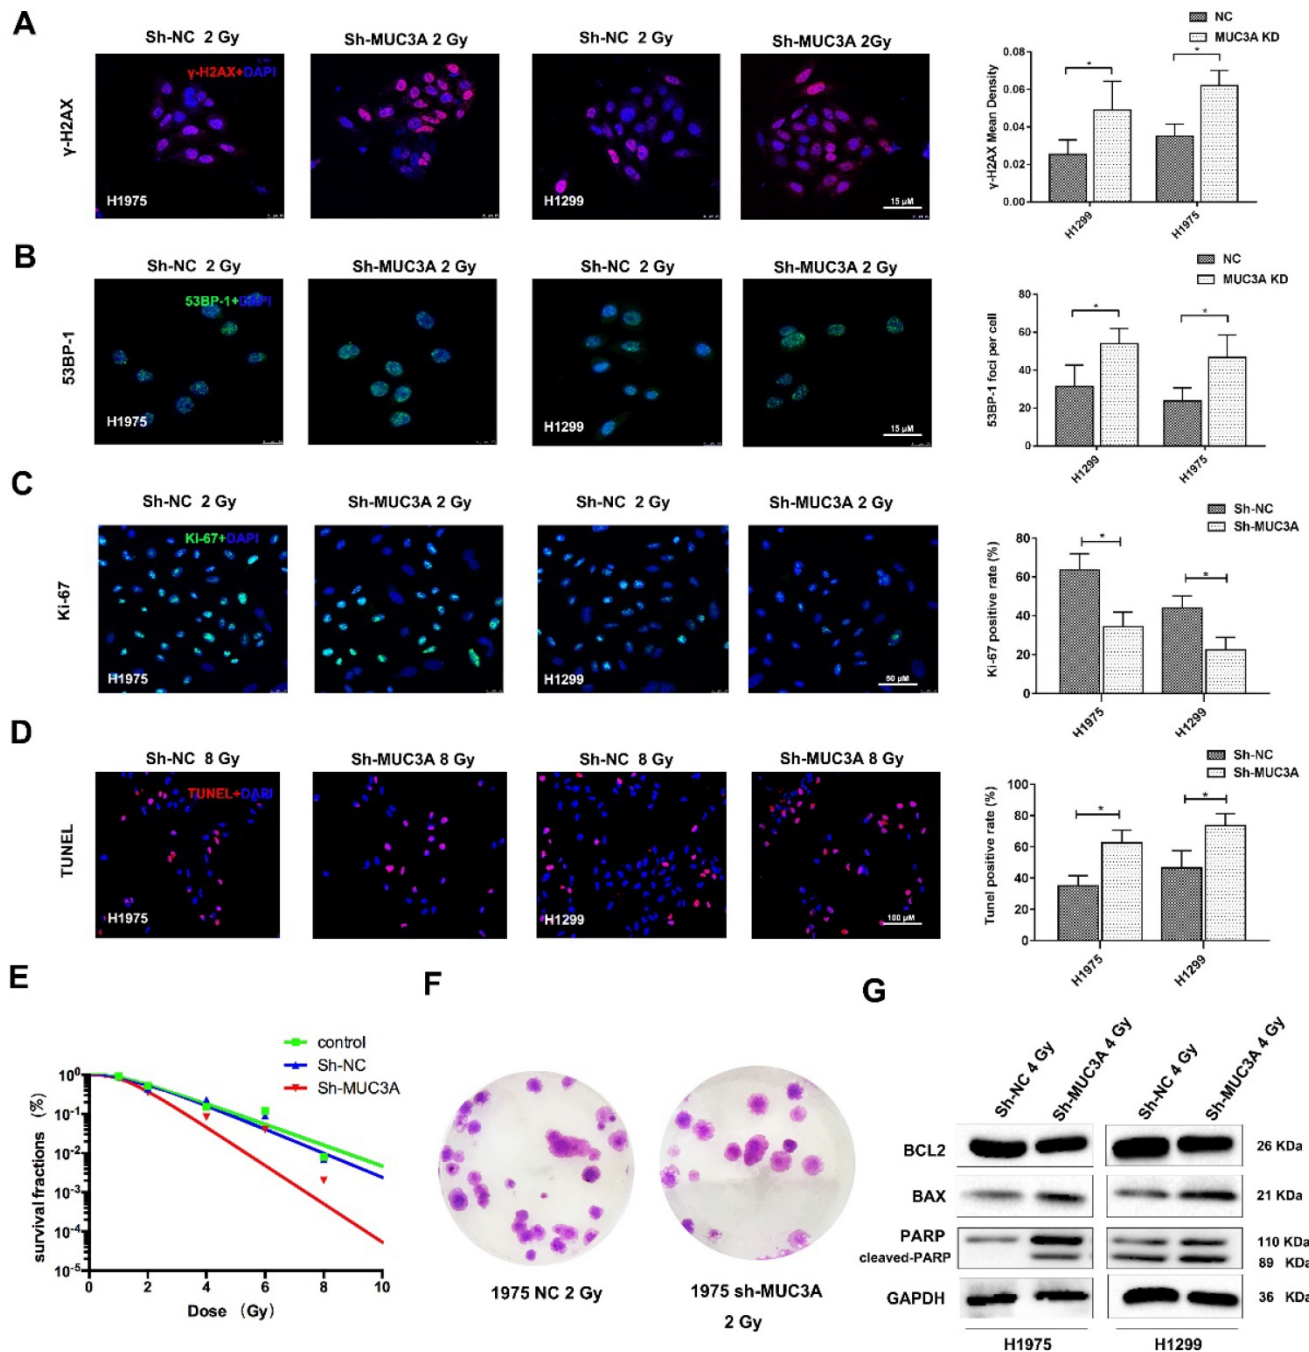 A
Sh-NC 2 Gy
Sh-MUC3A 2 Gy
Sh-NC 2 Gy
Sh-MUC3A 2Gy
γ-H2AX
γ-H2AX+DAPI
H1975
H1299
15 μM
NC
MUC3A KD
γ-H2AX Mean Density
0.08
0.06
0.04
0.02
0.00
*
*
H1299
H1975
B
Sh-NC 2 Gy
Sh-MUC3A 2 Gy
Sh-NC 2 Gy
Sh-MUC3A 2 Gy
53BP-1
53BP-1+DAPI
H1975
H1299
15 μM
NC
MUC3A KD
53BP-1 foci per cell
80
60
40
20
0
*
*
H1299
H1975
C
Sh-NC 2 Gy
Sh-MUC3A 2 Gy
Sh-NC 2 Gy
Sh-MUC3A 2 Gy
Ki-67
Ki-67+DAPI
H1975
H1299
50 μM
Sh-NC
Sh-MUC3A
Ki-67 positive rate (%)
80
60
40
20
0
*
*
H1975
H1299
D
Sh-NC 8 Gy
Sh-MUC3A 8 Gy
Sh-NC 8 Gy
Sh-MUC3A 8 Gy
TUNEL
TUNEL+DAPI
H1975
H1299
100 μM
Sh-NC
Sh-MUC3A
Tunel positive rate (%)
100
80
60
40
20
0
*
*
H1975
H1299
E
control
Sh-NC
Sh-MUC3A
survival fractions (%)
10^0
10^-1
10^-2
10^-3
10^-4
10^-5
0 2 4 6 8 10
Dose (Gy)
F
1975 NC 2 Gy
1975 sh-MUC3A
2 Gy
G
Sh-NC 4 Gy
Sh-MUC3A 4 Gy
Sh-NC 4 Gy
Sh-MUC3A 4 Gy
BCL2
26 KDa
BAX
21 KDa
PARP
110 KDa
cleaved-PARP
89 KDa
GAPDH
36 KDa
H1975
H1299